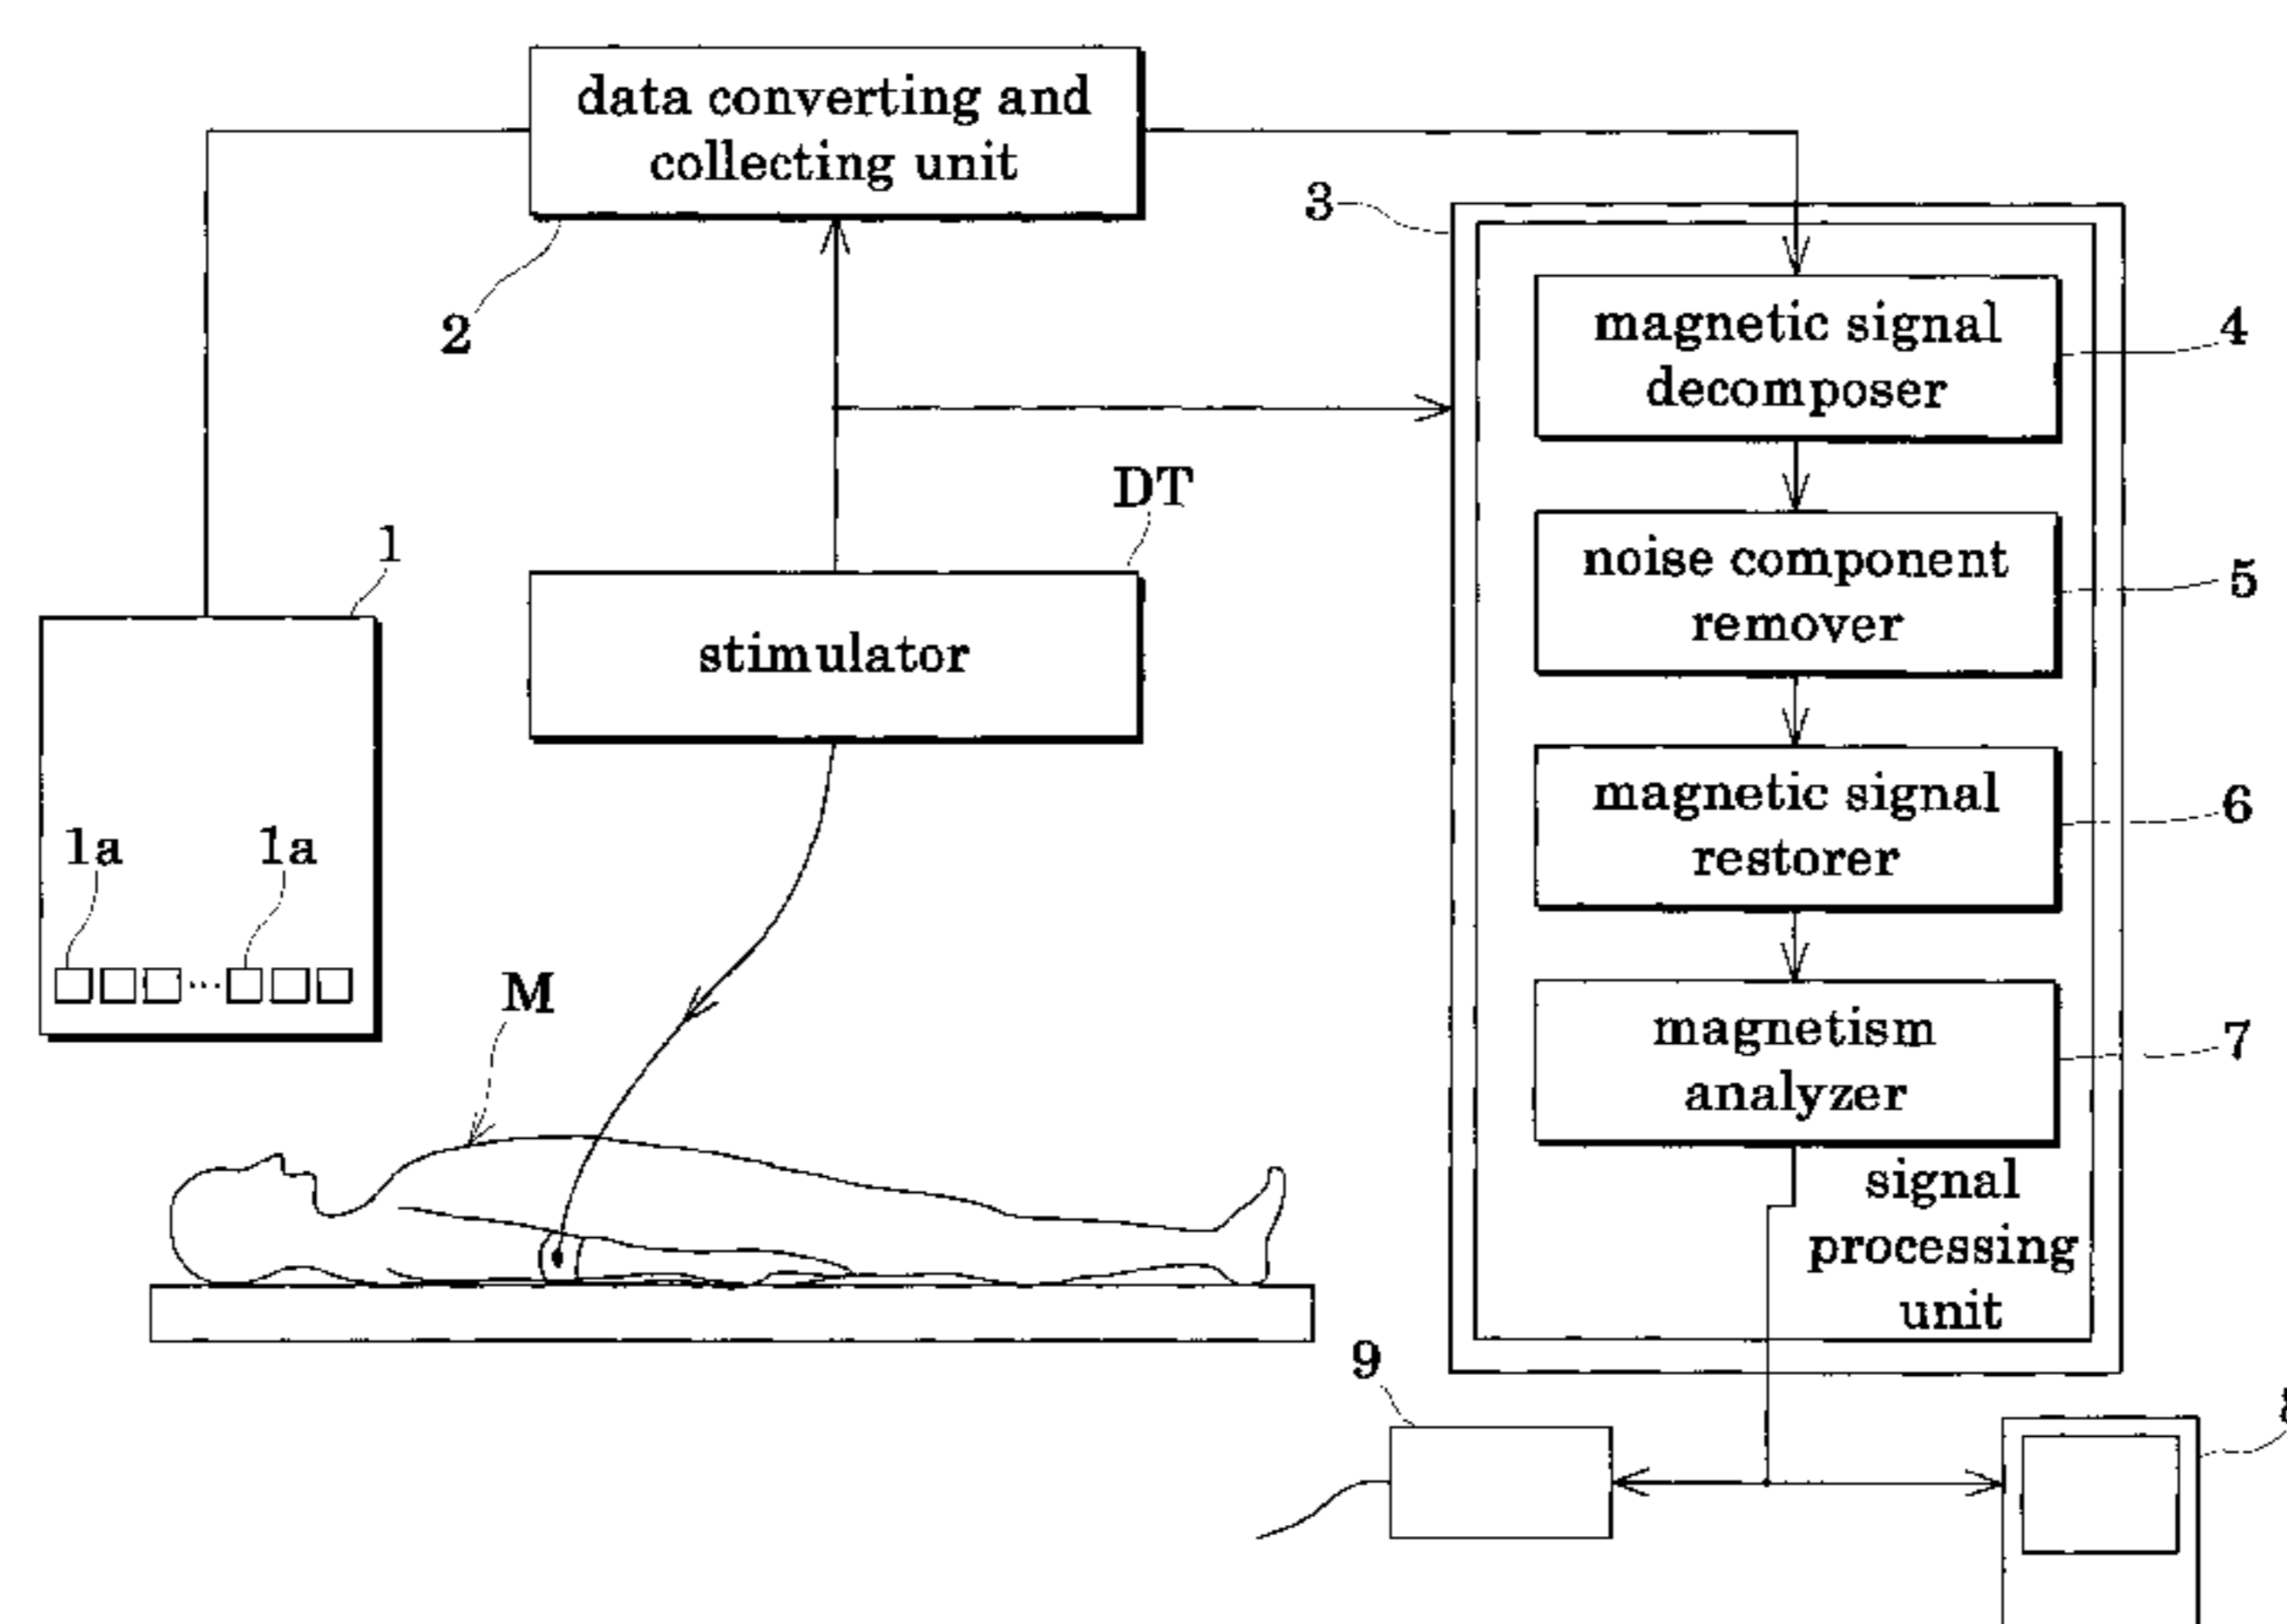 data converting and
collecting unit
2
3
magnetic signal
decomposer
4
DT
noise component
remover
5
1
stimulator
magnetic signal
restorer
6
1a 1a
M
magnetism
analyzer
7
signal
processing
unit
9